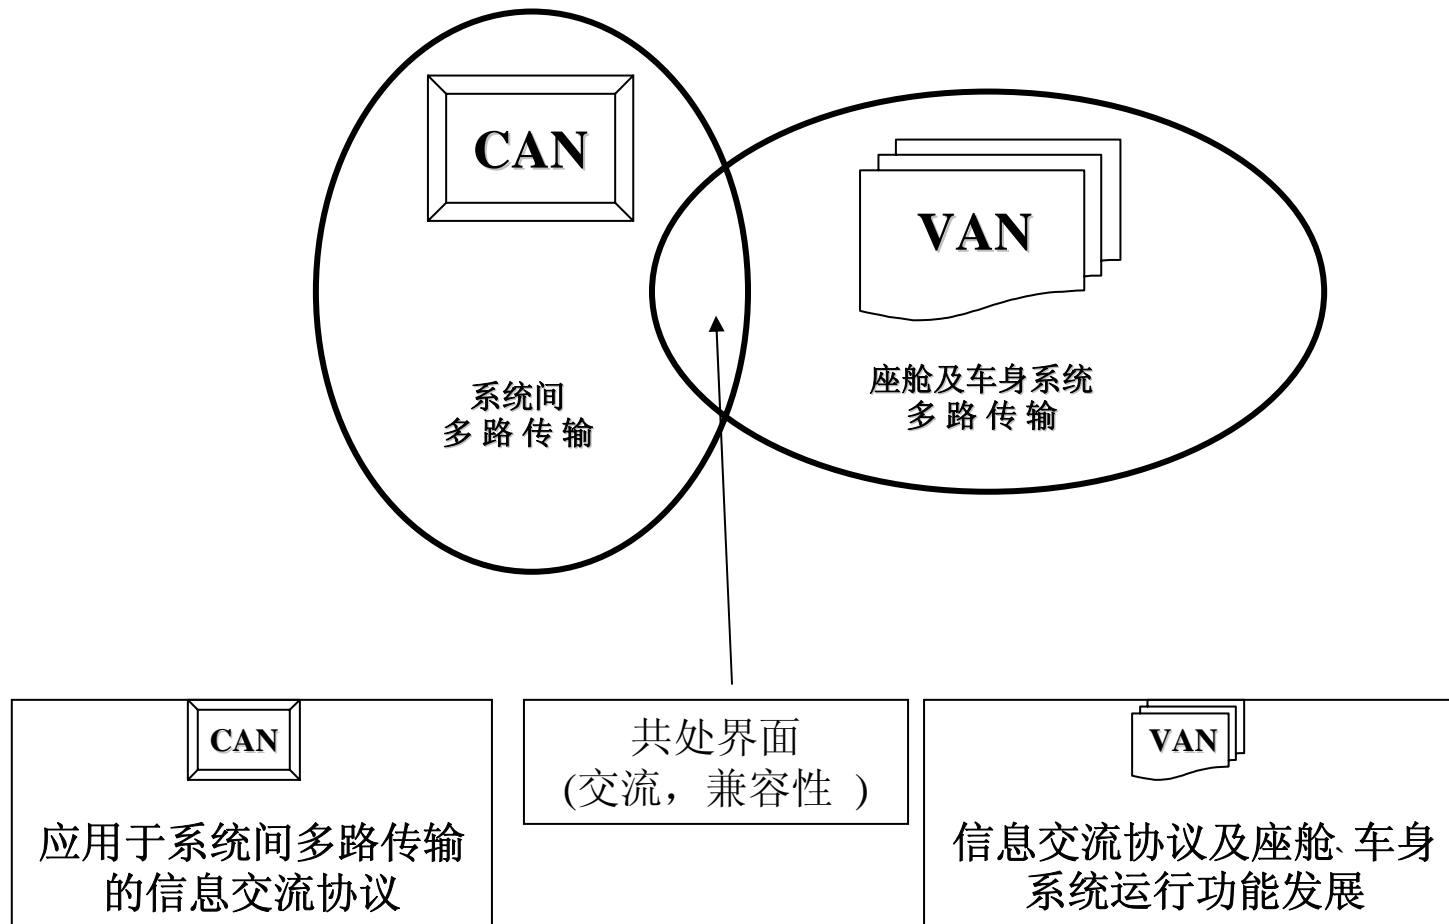 CAN
系统间
多 路 传 输
VAN
座舱及车身系统
多 路 传 输
CAN
应用于系统间多路传输
的信息交流协议
共处界面
(交流，兼容性 )
VAN
信息交流协议及座舱、车身
系统运行功能发展